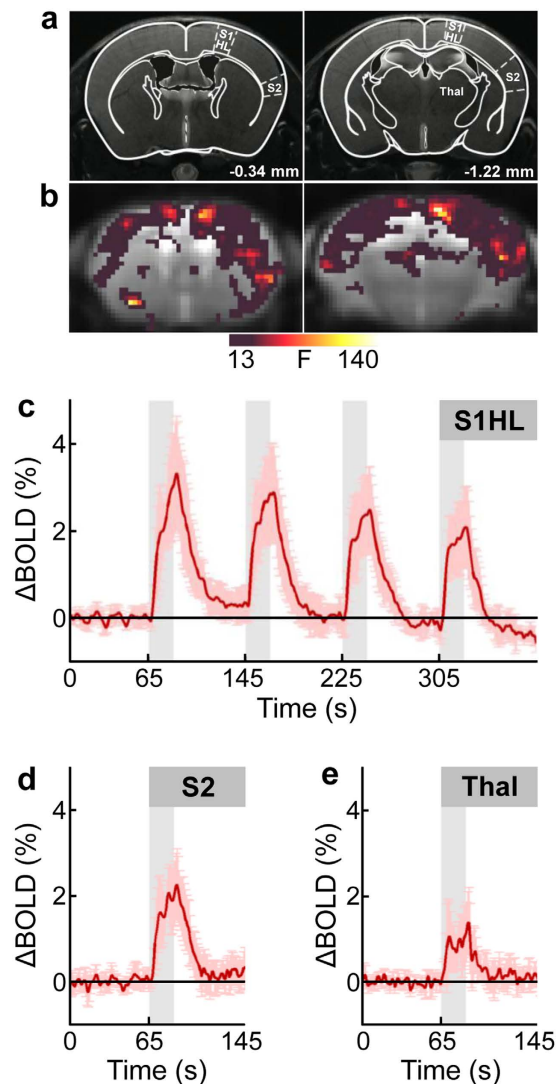 a
S1
HL
S2
-0.34 mm
S1
HL
S2
Thal
-1.22 mm
b
13 F 140
c
S1HL
ΔBOLD (%)
4
2
0
0 65 145 225 305
Time (s)
d
S2
ΔBOLD (%)
4
2
0
0 65 145
Time (s)
e
Thal
ΔBOLD (%)
4
2
0
0 65 145
Time (s)